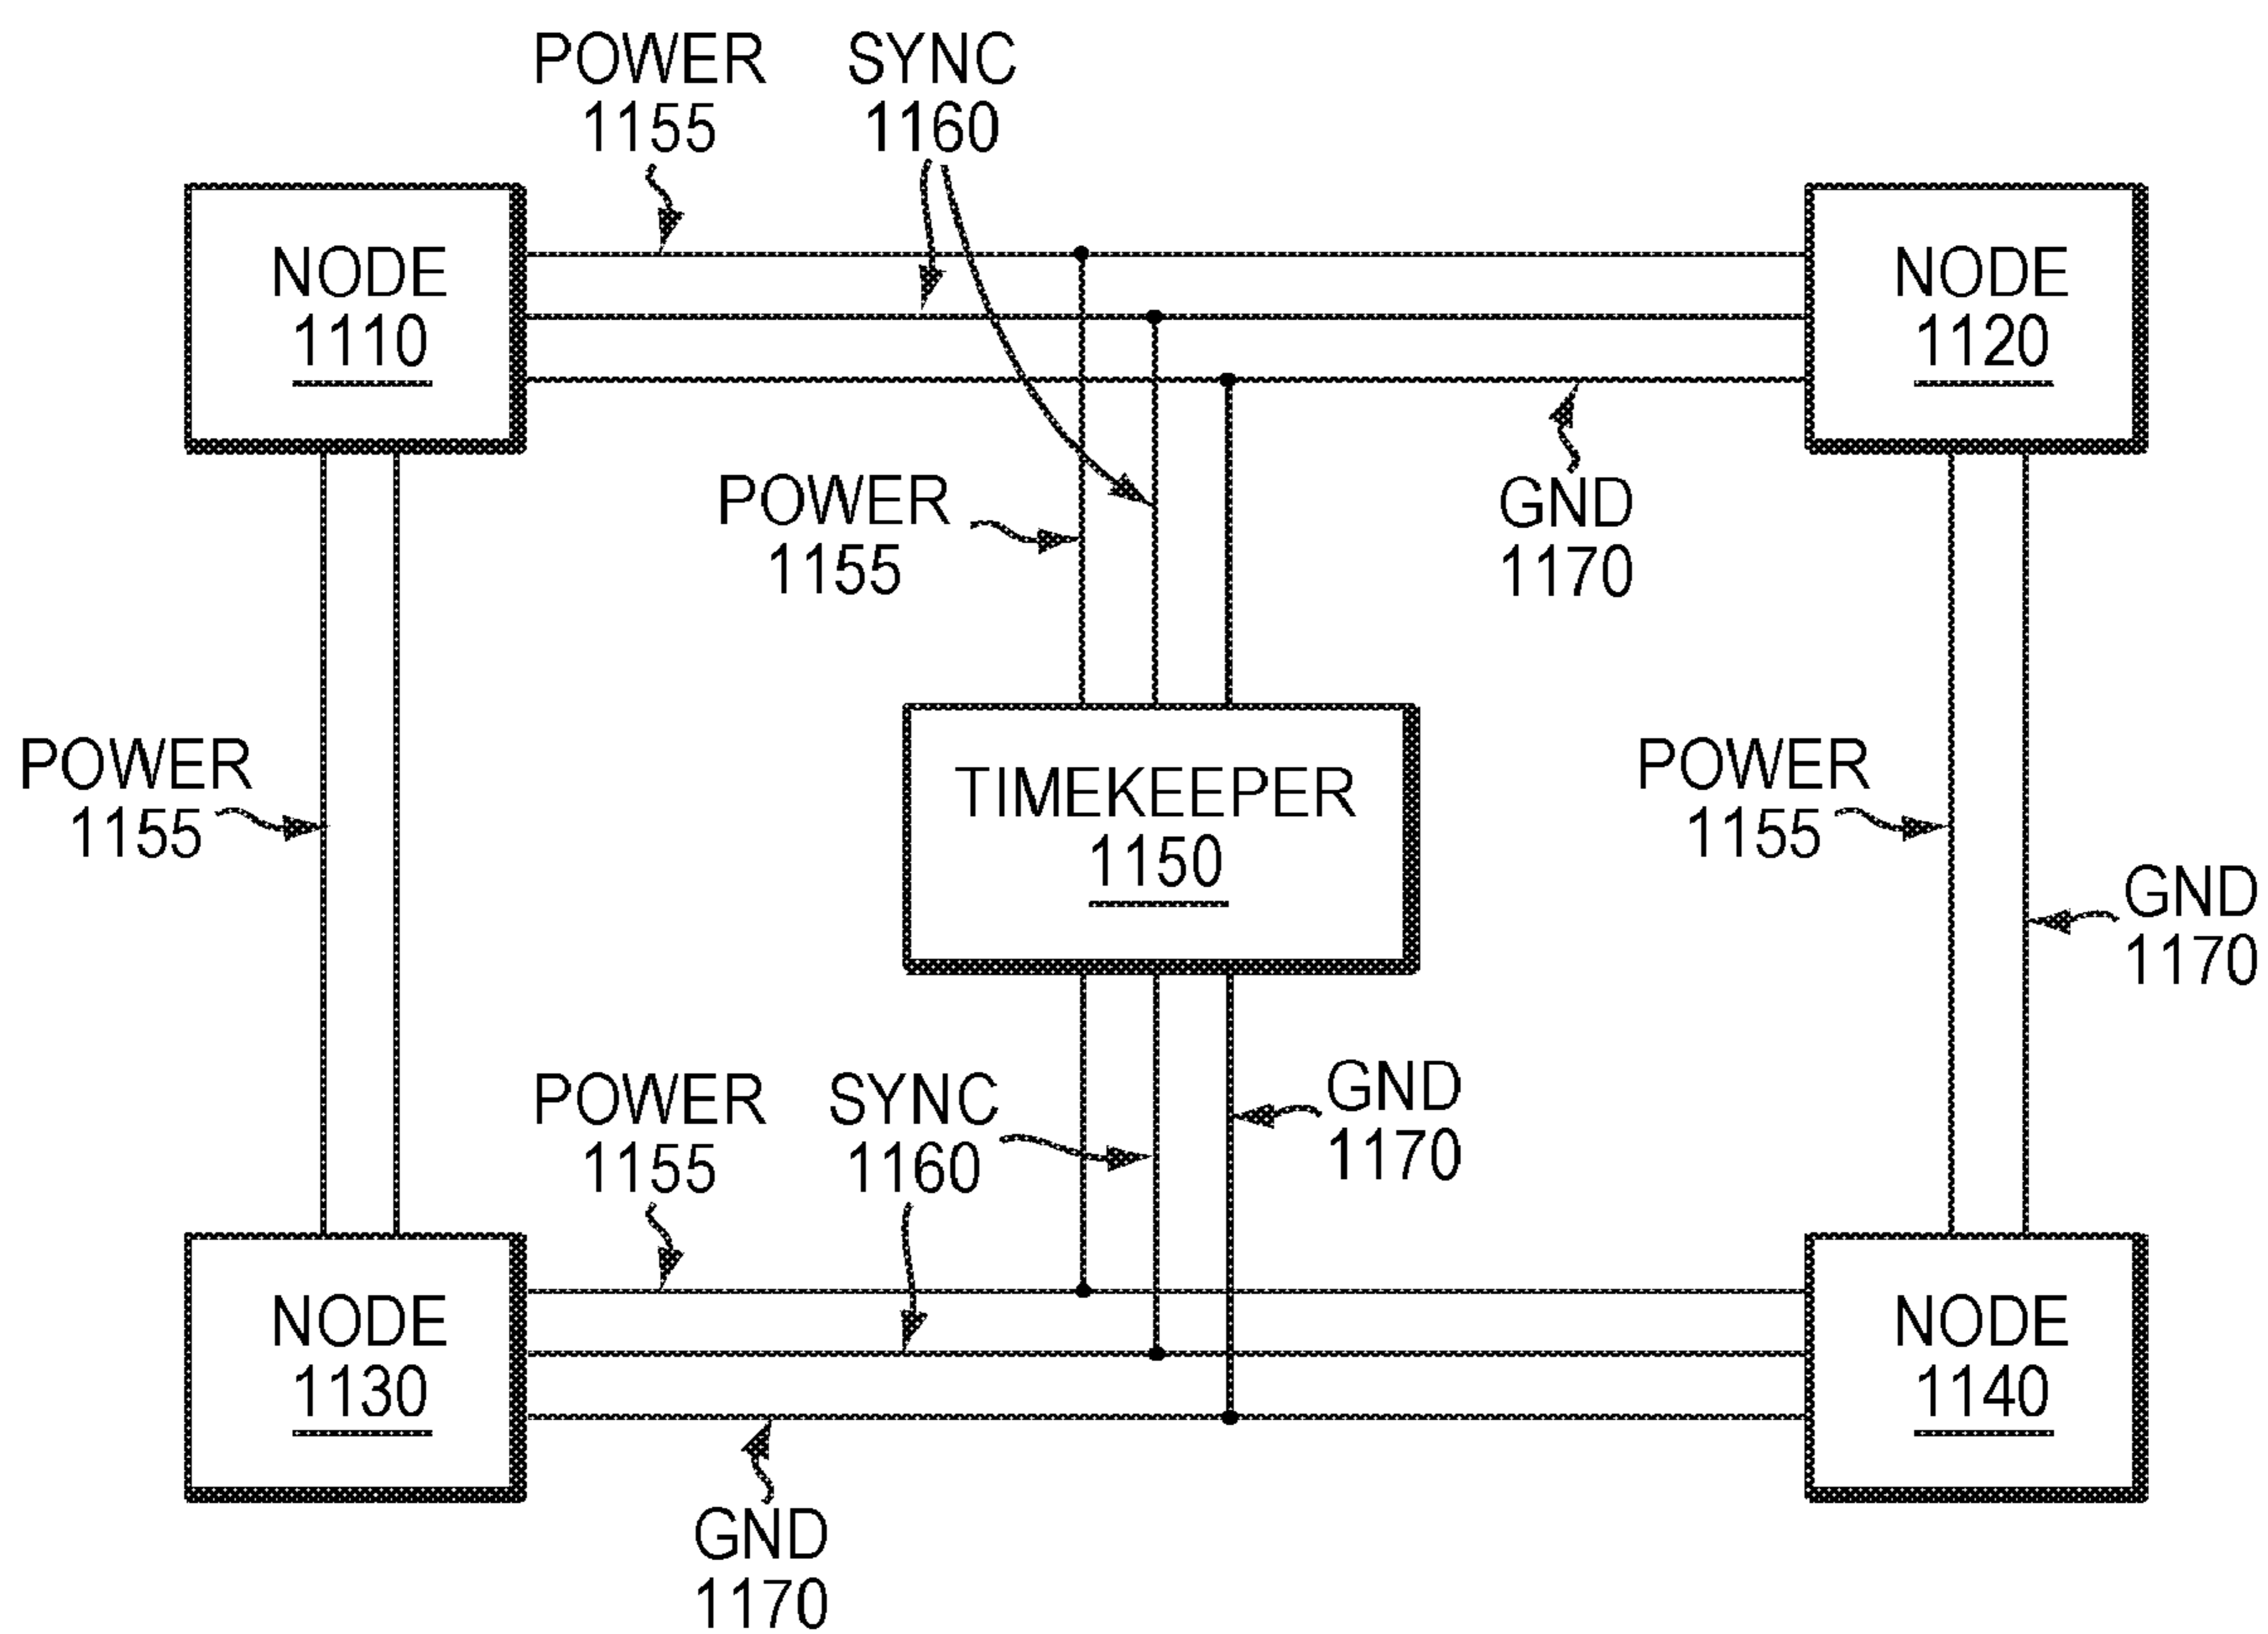 POWER
1155
SYNC
1160
NODE
1110
NODE
1120
POWER
1155
GND
1170
POWER
1155
TIMEKEEPER
1150
POWER
1155
GND
1170
POWER
1155
SYNC
1160
GND
1170
NODE
1130
NODE
1140
GND
1170